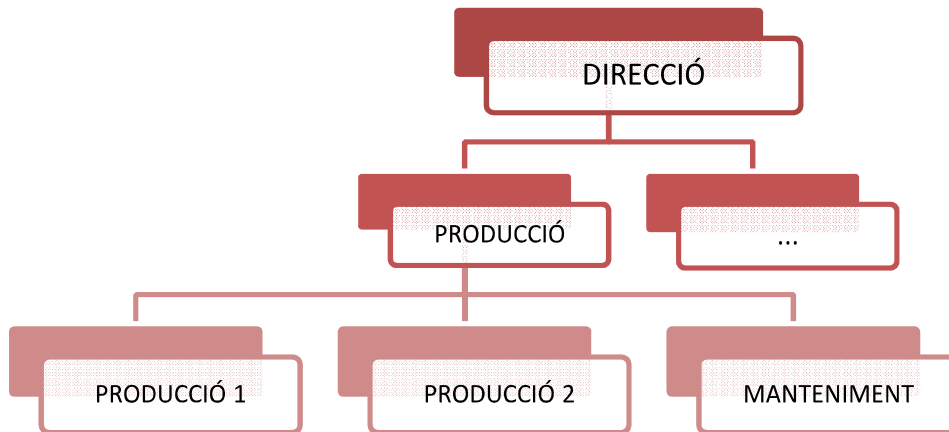 DIRECCIÓ
PRODUCCIÓ
...
PRODUCCIÓ 1
PRODUCCIÓ 2
MANTENIMENT